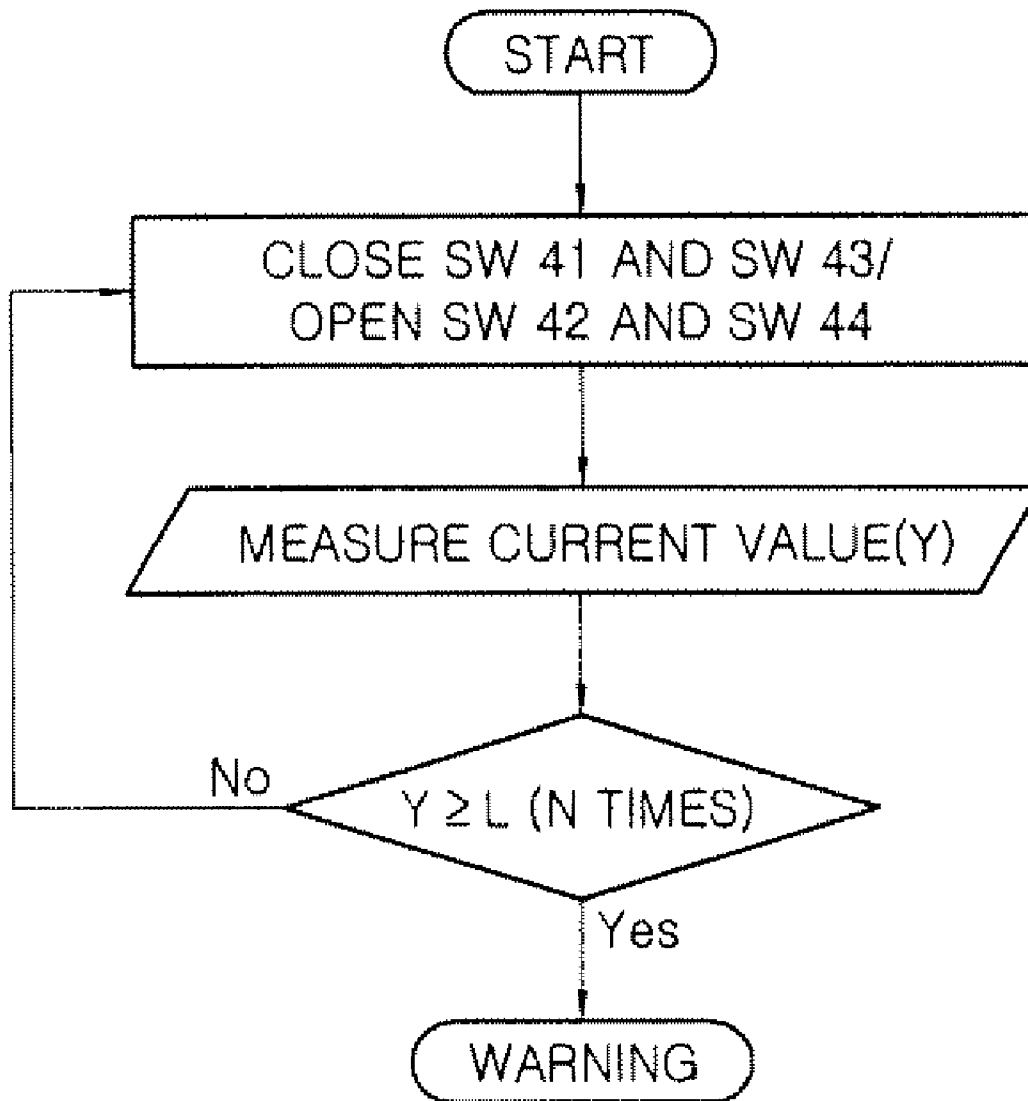 START
CLOSE SW 41 AND SW 43/
OPEN SW 42 AND SW 44
MEASURE CURRENT VALUE(Y)
No
Y ≥ L (N TIMES)
Yes
WARNING